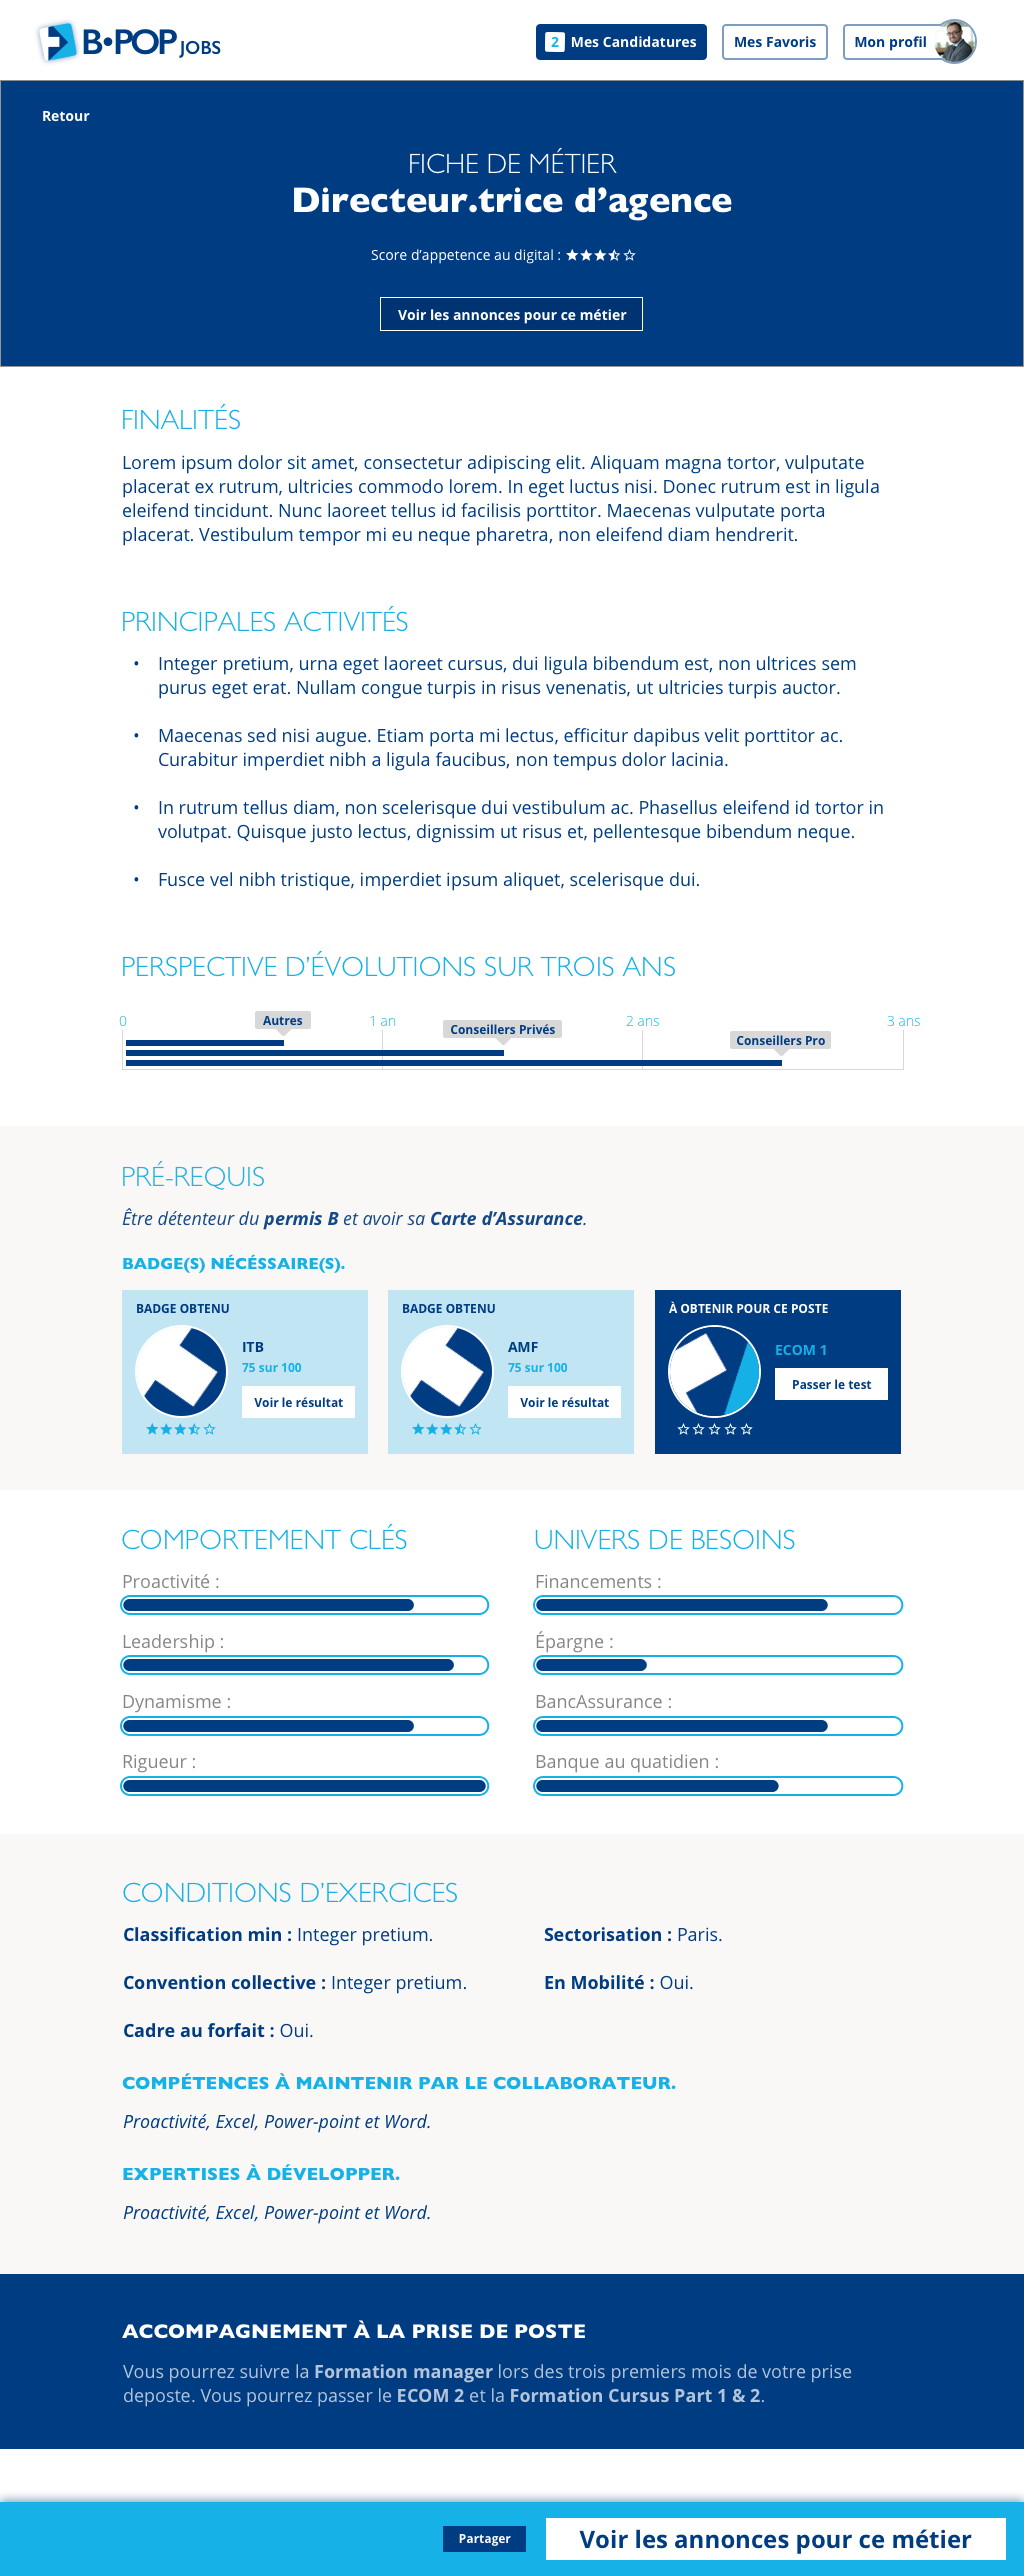 B•POP JOBS
2 Mes Candidatures
Mes Favoris
Mon profil
Retour
FICHE DE MÉTIER
Directeur.trice d’agence
Score d’appetence au digital :
Voir les annonces pour ce métier
FINALITÉS
Lorem ipsum dolor sit amet, consectetur adipiscing elit. Aliquam magna tortor, vulputate
placerat ex rutrum, ultricies commodo lorem. In eget luctus nisi. Donec rutrum est in ligula
eleifend tincidunt. Nunc laoreet tellus id facilisis porttitor. Maecenas vulputate porta
placerat. Vestibulum tempor mi eu neque pharetra, non eleifend diam hendrerit.
PRINCIPALES ACTIVITÉS
• Integer pretium, urna eget laoreet cursus, dui ligula bibendum est, non ultrices sem
purus eget erat. Nullam congue turpis in risus venenatis, ut ultricies turpis auctor.
• Maecenas sed nisi augue. Etiam porta mi lectus, efficitur dapibus velit porttitor ac.
Curabitur imperdiet nibh a ligula faucibus, non tempus dolor lacinia.
• In rutrum tellus diam, non scelerisque dui vestibulum ac. Phasellus eleifend id tortor in
volutpat. Quisque justo lectus, dignissim ut risus et, pellentesque bibendum neque.
• Fusce vel nibh tristique, imperdiet ipsum aliquet, scelerisque dui.
PERSPECTIVE D'ÉVOLUTIONS SUR TROIS ANS
0
Autres
1 an
Conseillers Privés
2 ans
Conseillers Pro
3 ans
PRÉ-REQUIS
Être détenteur du permis B et avoir sa Carte d’Assurance.
BADGE(S) NÉCÉSSAIRE(S).
BADGE OBTENU
ITB
75 sur 100
Voir le résultat
BADGE OBTENU
AMF
75 sur 100
Voir le résultat
À OBTENIR POUR CE POSTE
ECOM 1
Passer le test
COMPORTEMENT CLÉS
Proactivité :
Leadership :
Dynamisme :
Rigueur :
UNIVERS DE BESOINS
Financements :
Épargne :
BancAssurance :
Banque au quatidien :
CONDITIONS D'EXERCICES
Classification min : Integer pretium.
Sectorisation : Paris.
Convention collective : Integer pretium.
En Mobilité : Oui.
Cadre au forfait : Oui.
COMPÉTENCES À MAINTENIR PAR LE COLLABORATEUR.
Proactivité, Excel, Power-point et Word.
EXPERTISES À DÉVELOPPER.
Proactivité, Excel, Power-point et Word.
ACCOMPAGNEMENT À LA PRISE DE POSTE
Vous pourrez suivre la Formation manager lors des trois premiers mois de votre prise
deposte. Vous pourrez passer le ECOM 2 et la Formation Cursus Part 1 & 2.
Partager
Voir les annonces pour ce métier